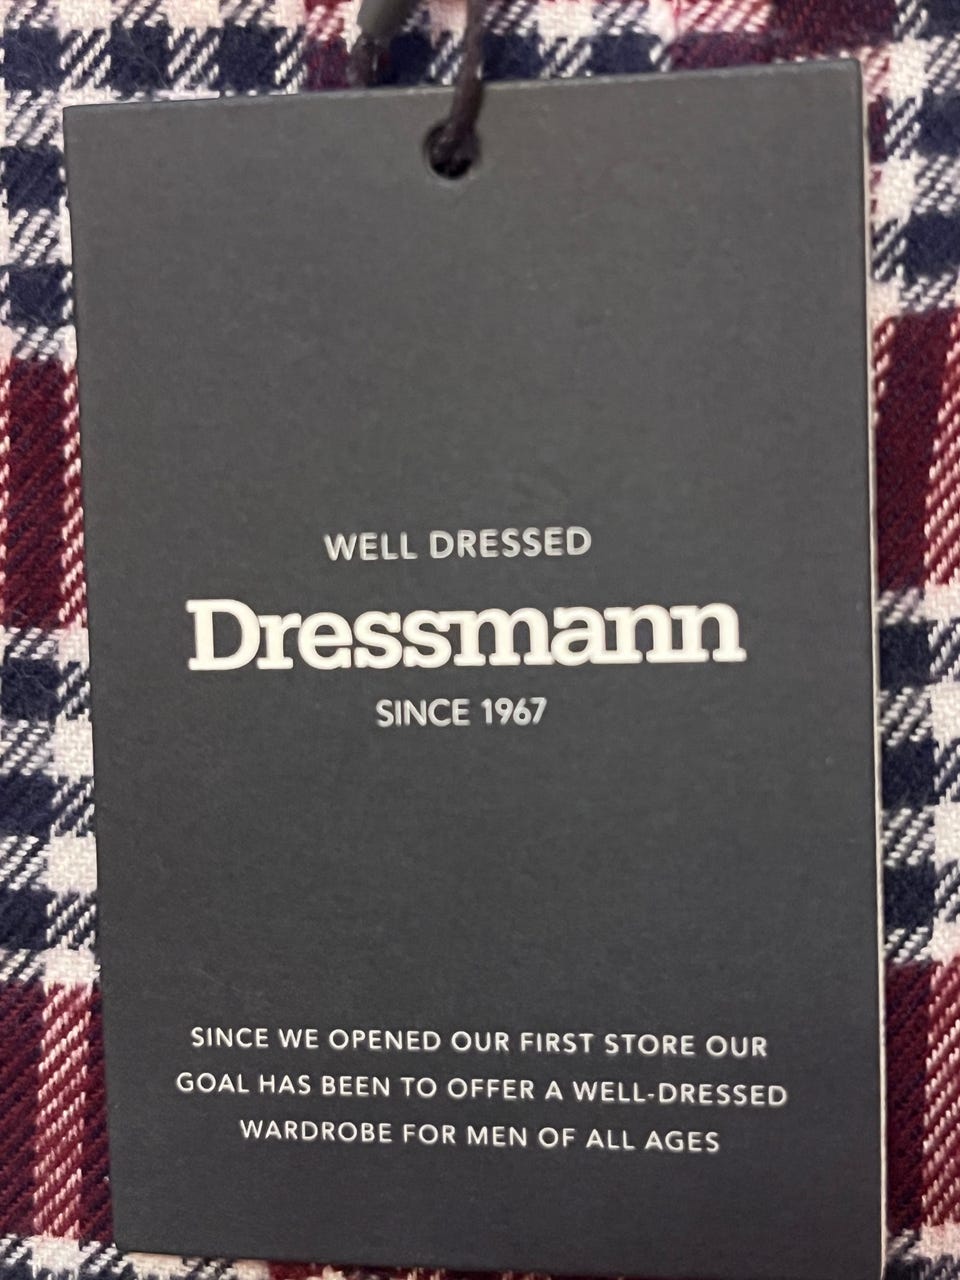 WELL DRESSED
Dressmann
SINCE 1967
SINCE WE OPENED OUR FIRST STORE OUR
GOAL HAS BEEN TO OFFER A WELL-DRESSED
WARDROBE FOR MEN OF ALL AGES